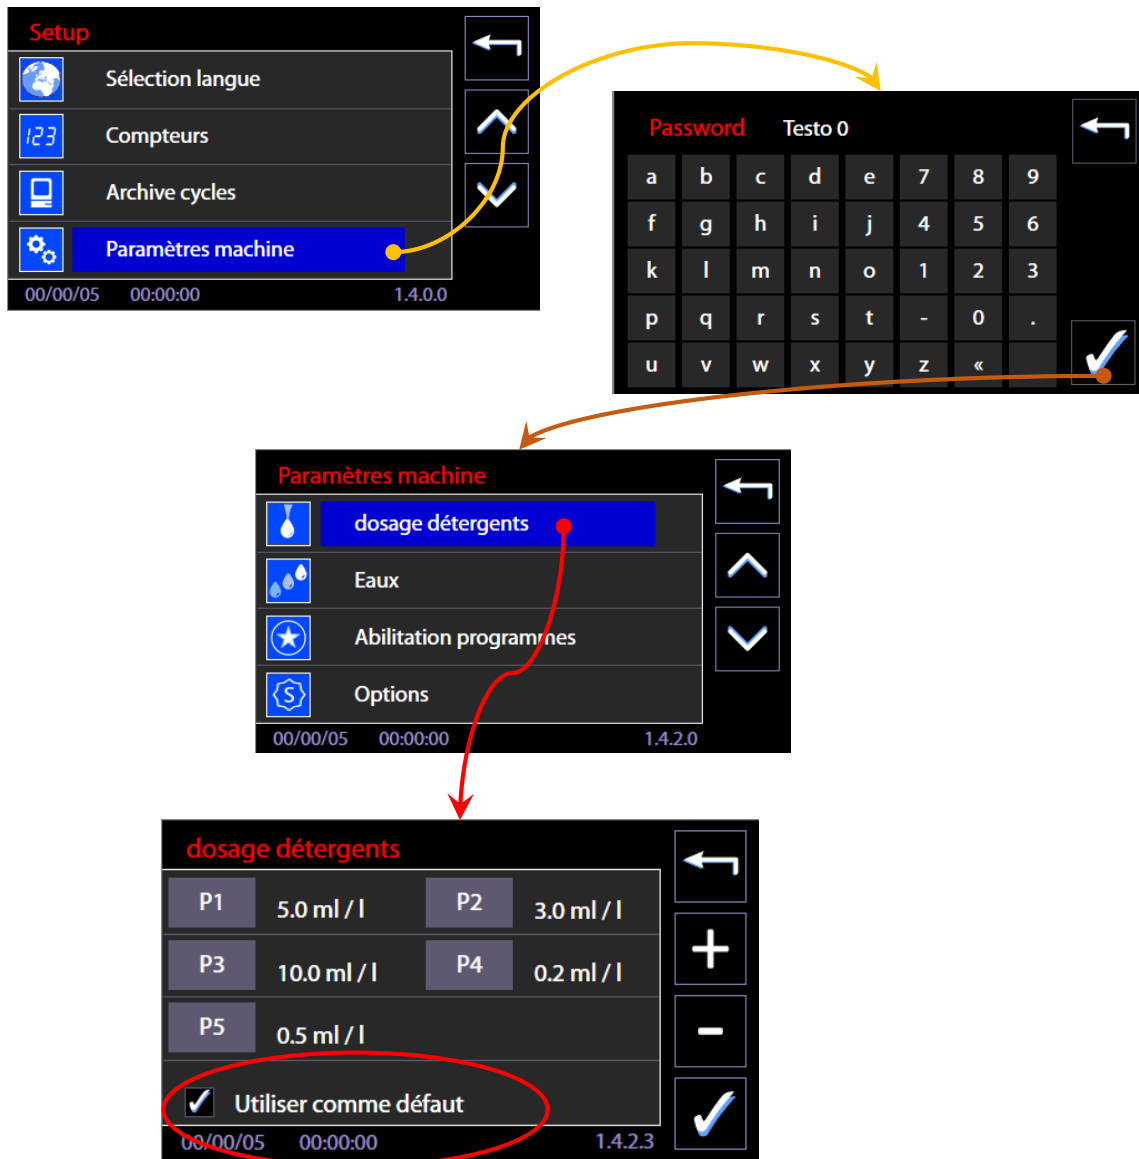 Setup
Sélection langue
123 Compteurs
Archive cycles
Paramètres machine
00/00/05 00:00:00 1.4.0.0
Password Testo 0
a b c d e 7 8 9
f g h i j 4 5 6
k l m n o 1 2 3
p q r s t - 0 .
u v w x y z «
Paramètres machine
dosage détergents
Eaux
Abilitation programmes
S Options
00/00/05 00:00:00 1.4.2.0
dosage détergents
P1 5.0 ml / l P2 3.0 ml / l
P3 10.0 ml / l P4 0.2 ml / l
P5 0.5 ml / l
Utiliser comme défaut
00/00/05 00:00:00 1.4.2.3